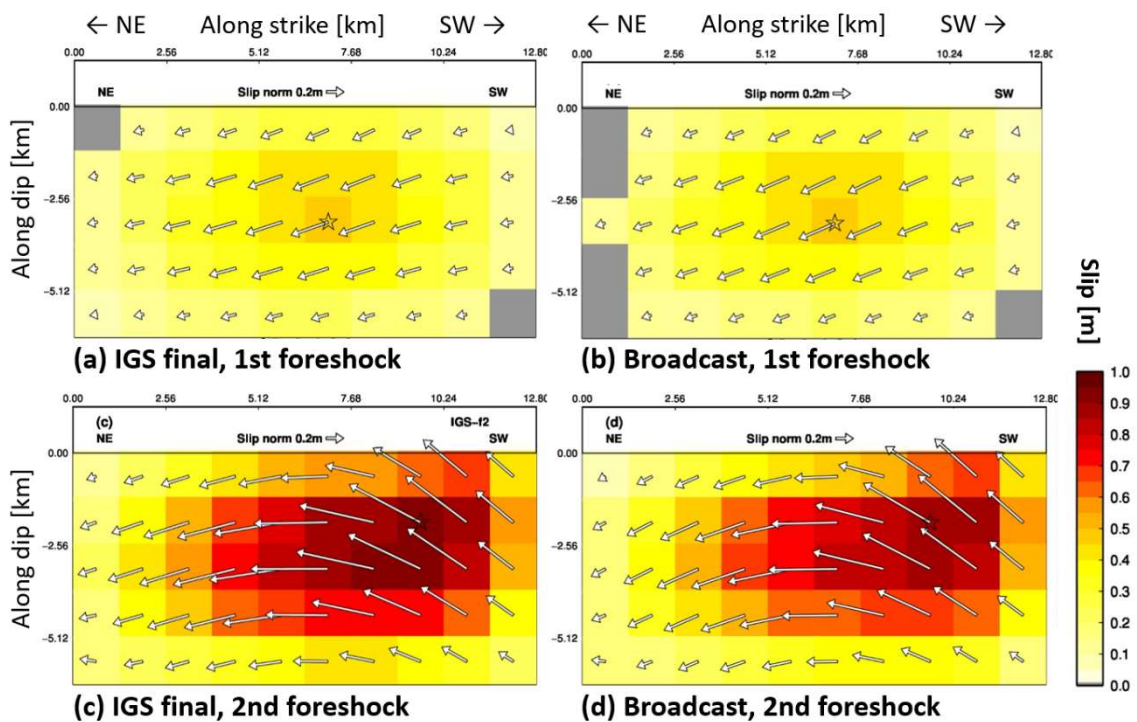 ← NE Along strike [km] SW →
0.00 2.56 5.12 7.68 10.24 12.80
NE Slip norm 0.2m SW
0.00
−2.56
−5.12
Along dip [km]
(a) IGS final, 1st foreshock
← NE Along strike [km] SW →
0.00 2.56 5.12 7.68 10.24 12.80
NE Slip norm 0.2m SW
0.00
−2.56
−5.12
(b) Broadcast, 1st foreshock
0.00 2.56 5.12 7.68 10.24 12.80
(c) IGS-f2
NE Slip norm 0.2m SW
0.00
−2.56
−5.12
Along dip [km]
(c) IGS final, 2nd foreshock
0.00 2.56 5.12 7.68 10.24 12.80
(d)
NE Slip norm 0.2m SW
0.00
−2.56
−5.12
(d) Broadcast, 2nd foreshock
Slip [m]
1.0
0.9
0.8
0.7
0.6
0.5
0.4
0.3
0.2
0.1
0.0